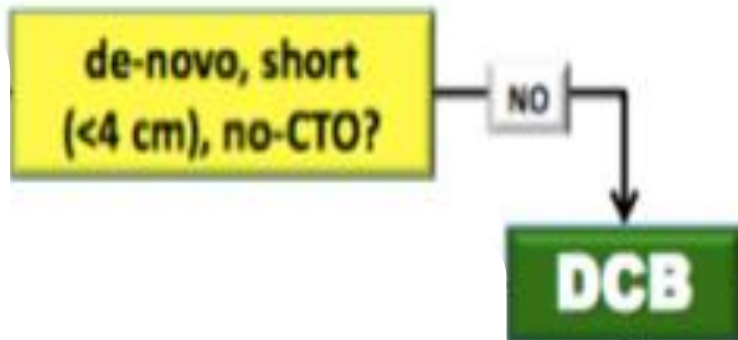 de-novo, short
(<4 cm), no-CTO?
NO
DCB